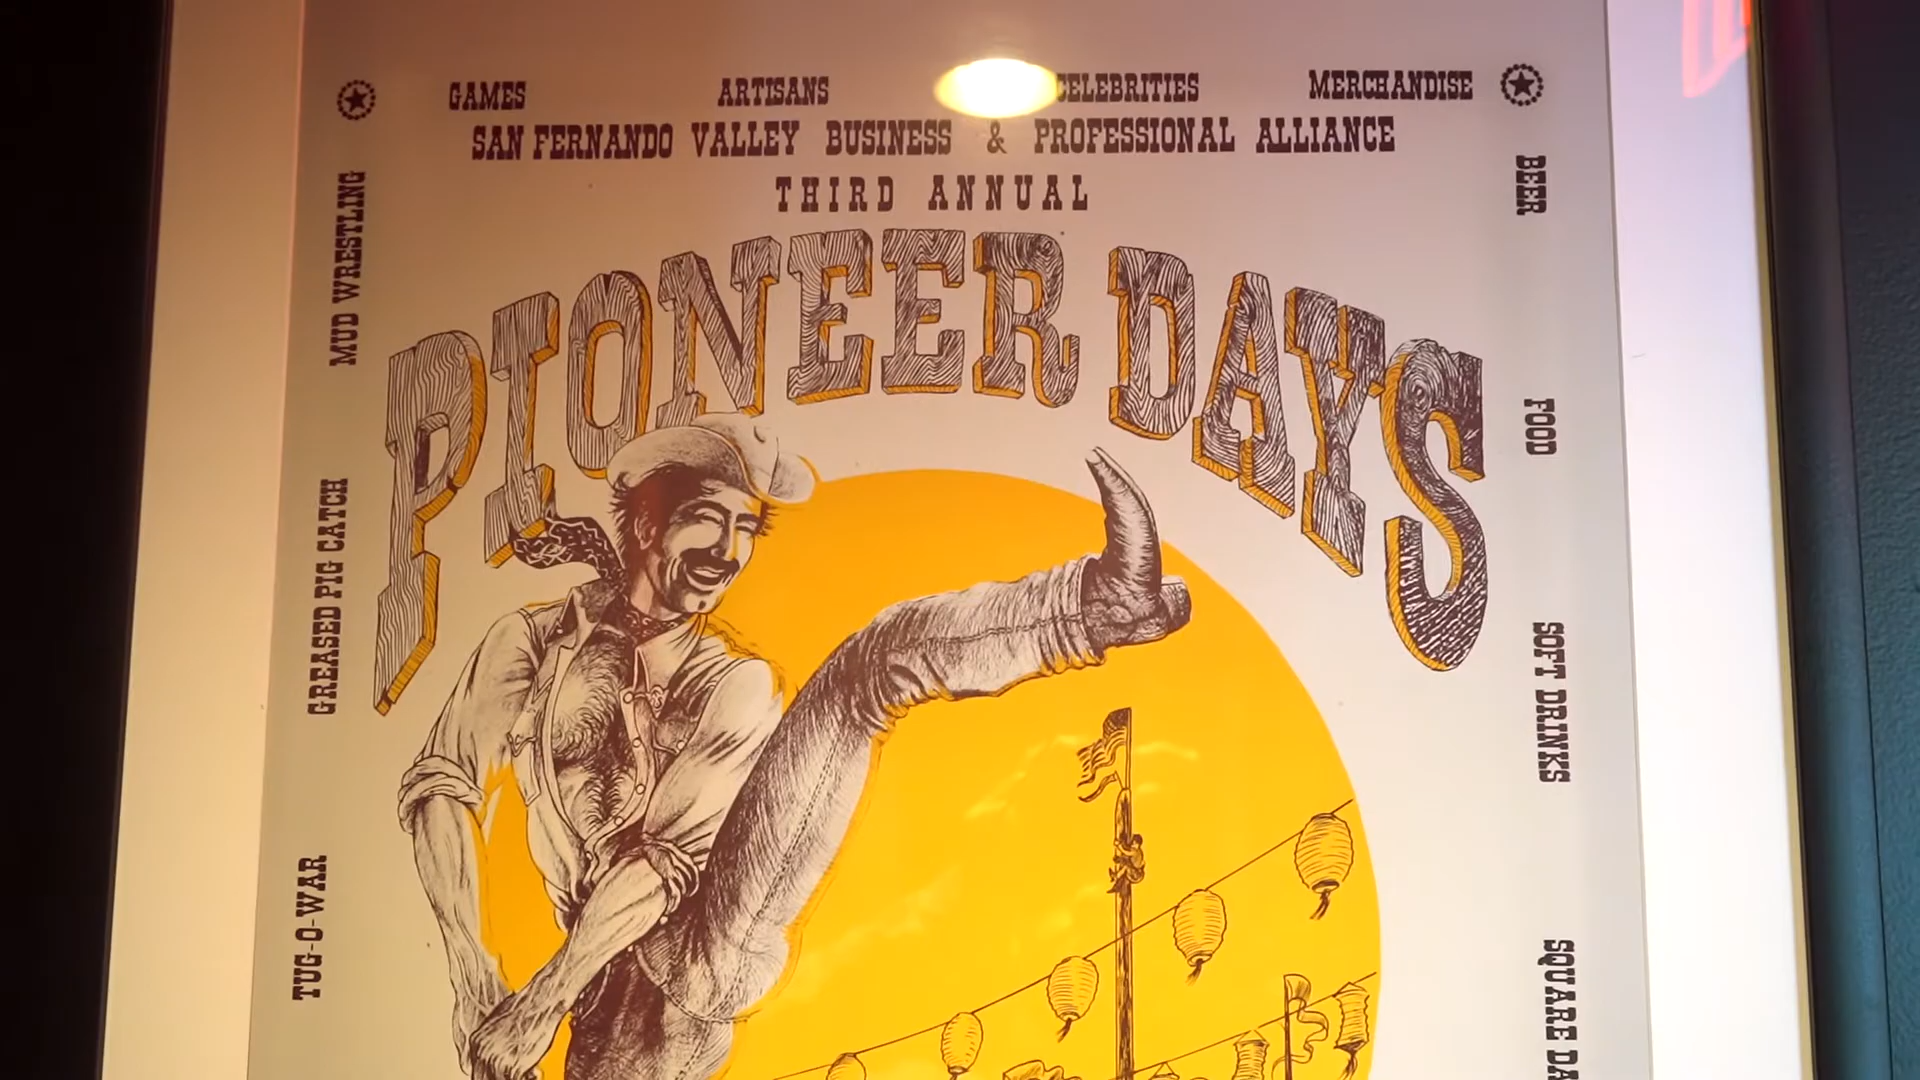 GAMES ARTISANS CELEBRITIES MERCHANDISE
SAN FERNANDO VALLEY BUSINESS & PROFESSIONAL ALLIANCE
THIRD ANNUAL
PIONEER DAYS
MUD WRESTLING
GREASED PIG CATCH
TUG-O-WAR
BEER
FOOD
SOFT DRINKS
SQUARE